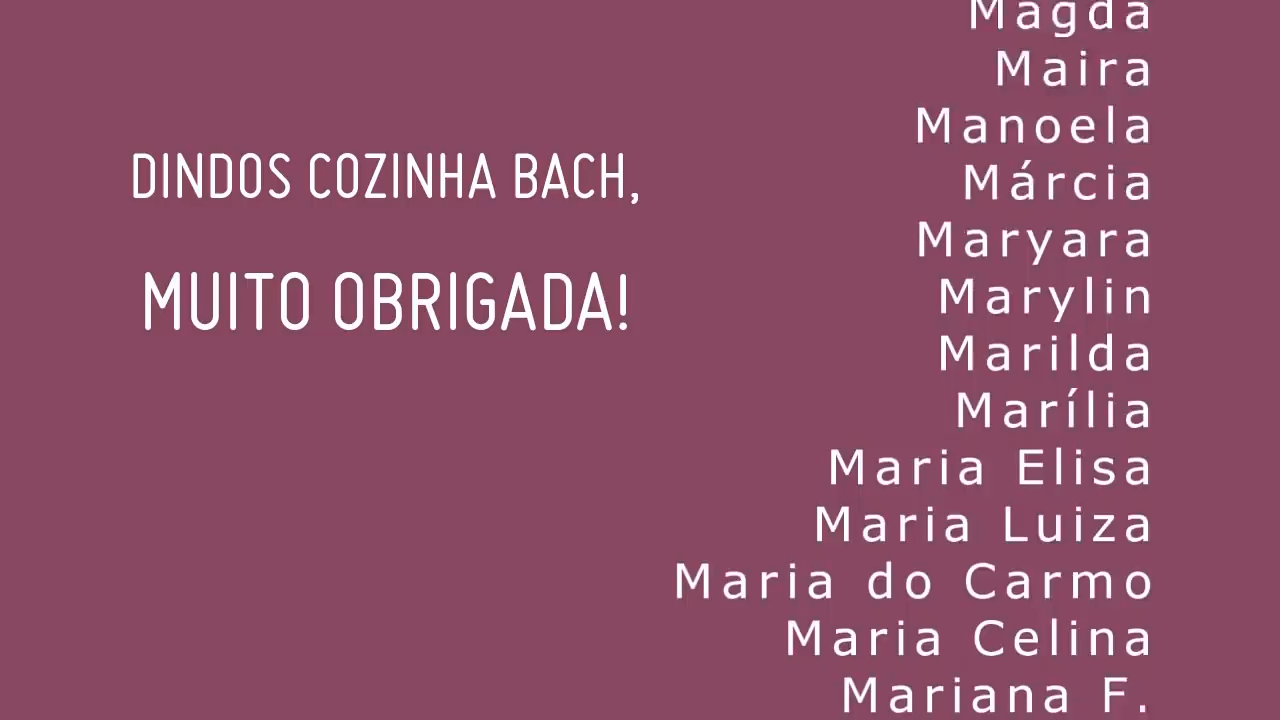 DINDOS COZINHA BACH,
MUITO OBRIGADA!
Magda
Maira
Manoela
Márcia
Maryara
Marylin
Marilda
Marília
Maria Elisa
Maria Luiza
Maria do Carmo
Maria Celina
Mariana F.